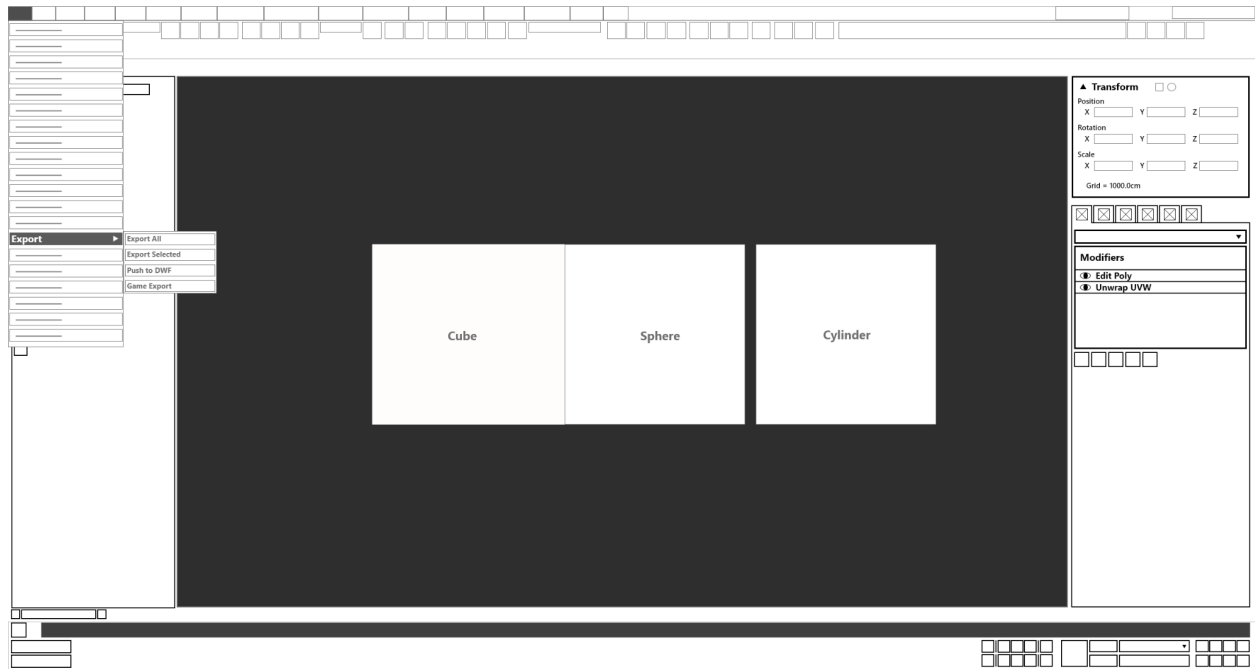 ▲ Transform
Position
X Y Z
Rotation
X Y Z
Scale
X Y Z
Grid = 1000.0cm
Export ▶
Export All
Export Selected
Push to DWF
Game Export
Cube
Sphere
Cylinder
Modifiers
Edit Poly
Unwrap UVW